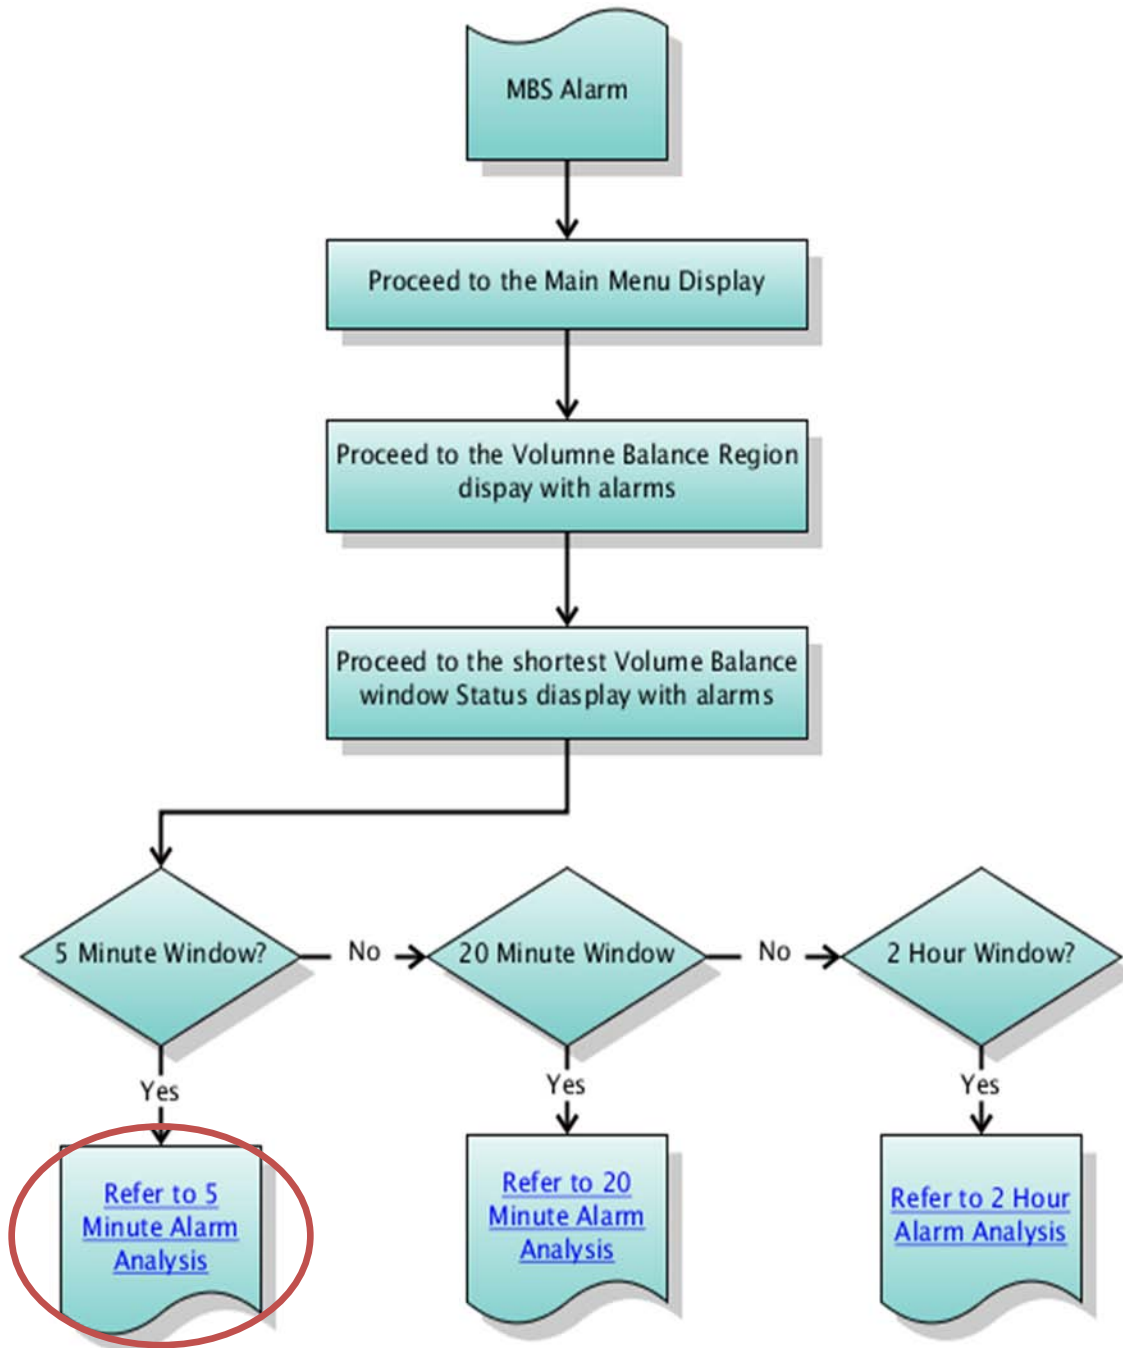 MBS Alarm
Proceed to the Main Menu Display
Proceed to the Volumne Balance Region
dispay with alarms
Proceed to the shortest Volume Balance
window Status diasplay with alarms
5 Minute Window?
No
20 Minute Window
No
2 Hour Window?
Yes
Yes
Yes
Refer to 5
Minute Alarm
Analysis
Refer to 20
Minute Alarm
Analysis
Refer to 2 Hour
Alarm Analysis